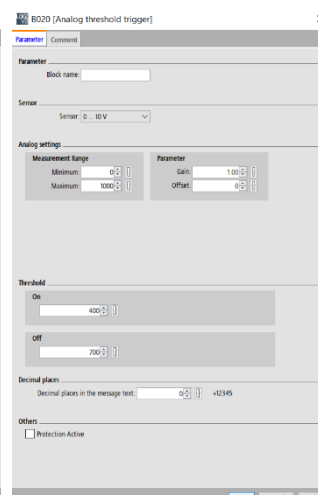 B020 [Analog threshold trigger]
Parameter Comment
Parameter
Block name:
Sensor
Sensor: 0 ... 10 V
Analog settings
Measurement Range
Minimum: 0
Maximum: 1000
Parameter
Gain: 1.00
Offset: 0
Threshold
On
400
Off
700
Decimal places
Decimal places in the message text: 0 +12345
Others
Protection Active